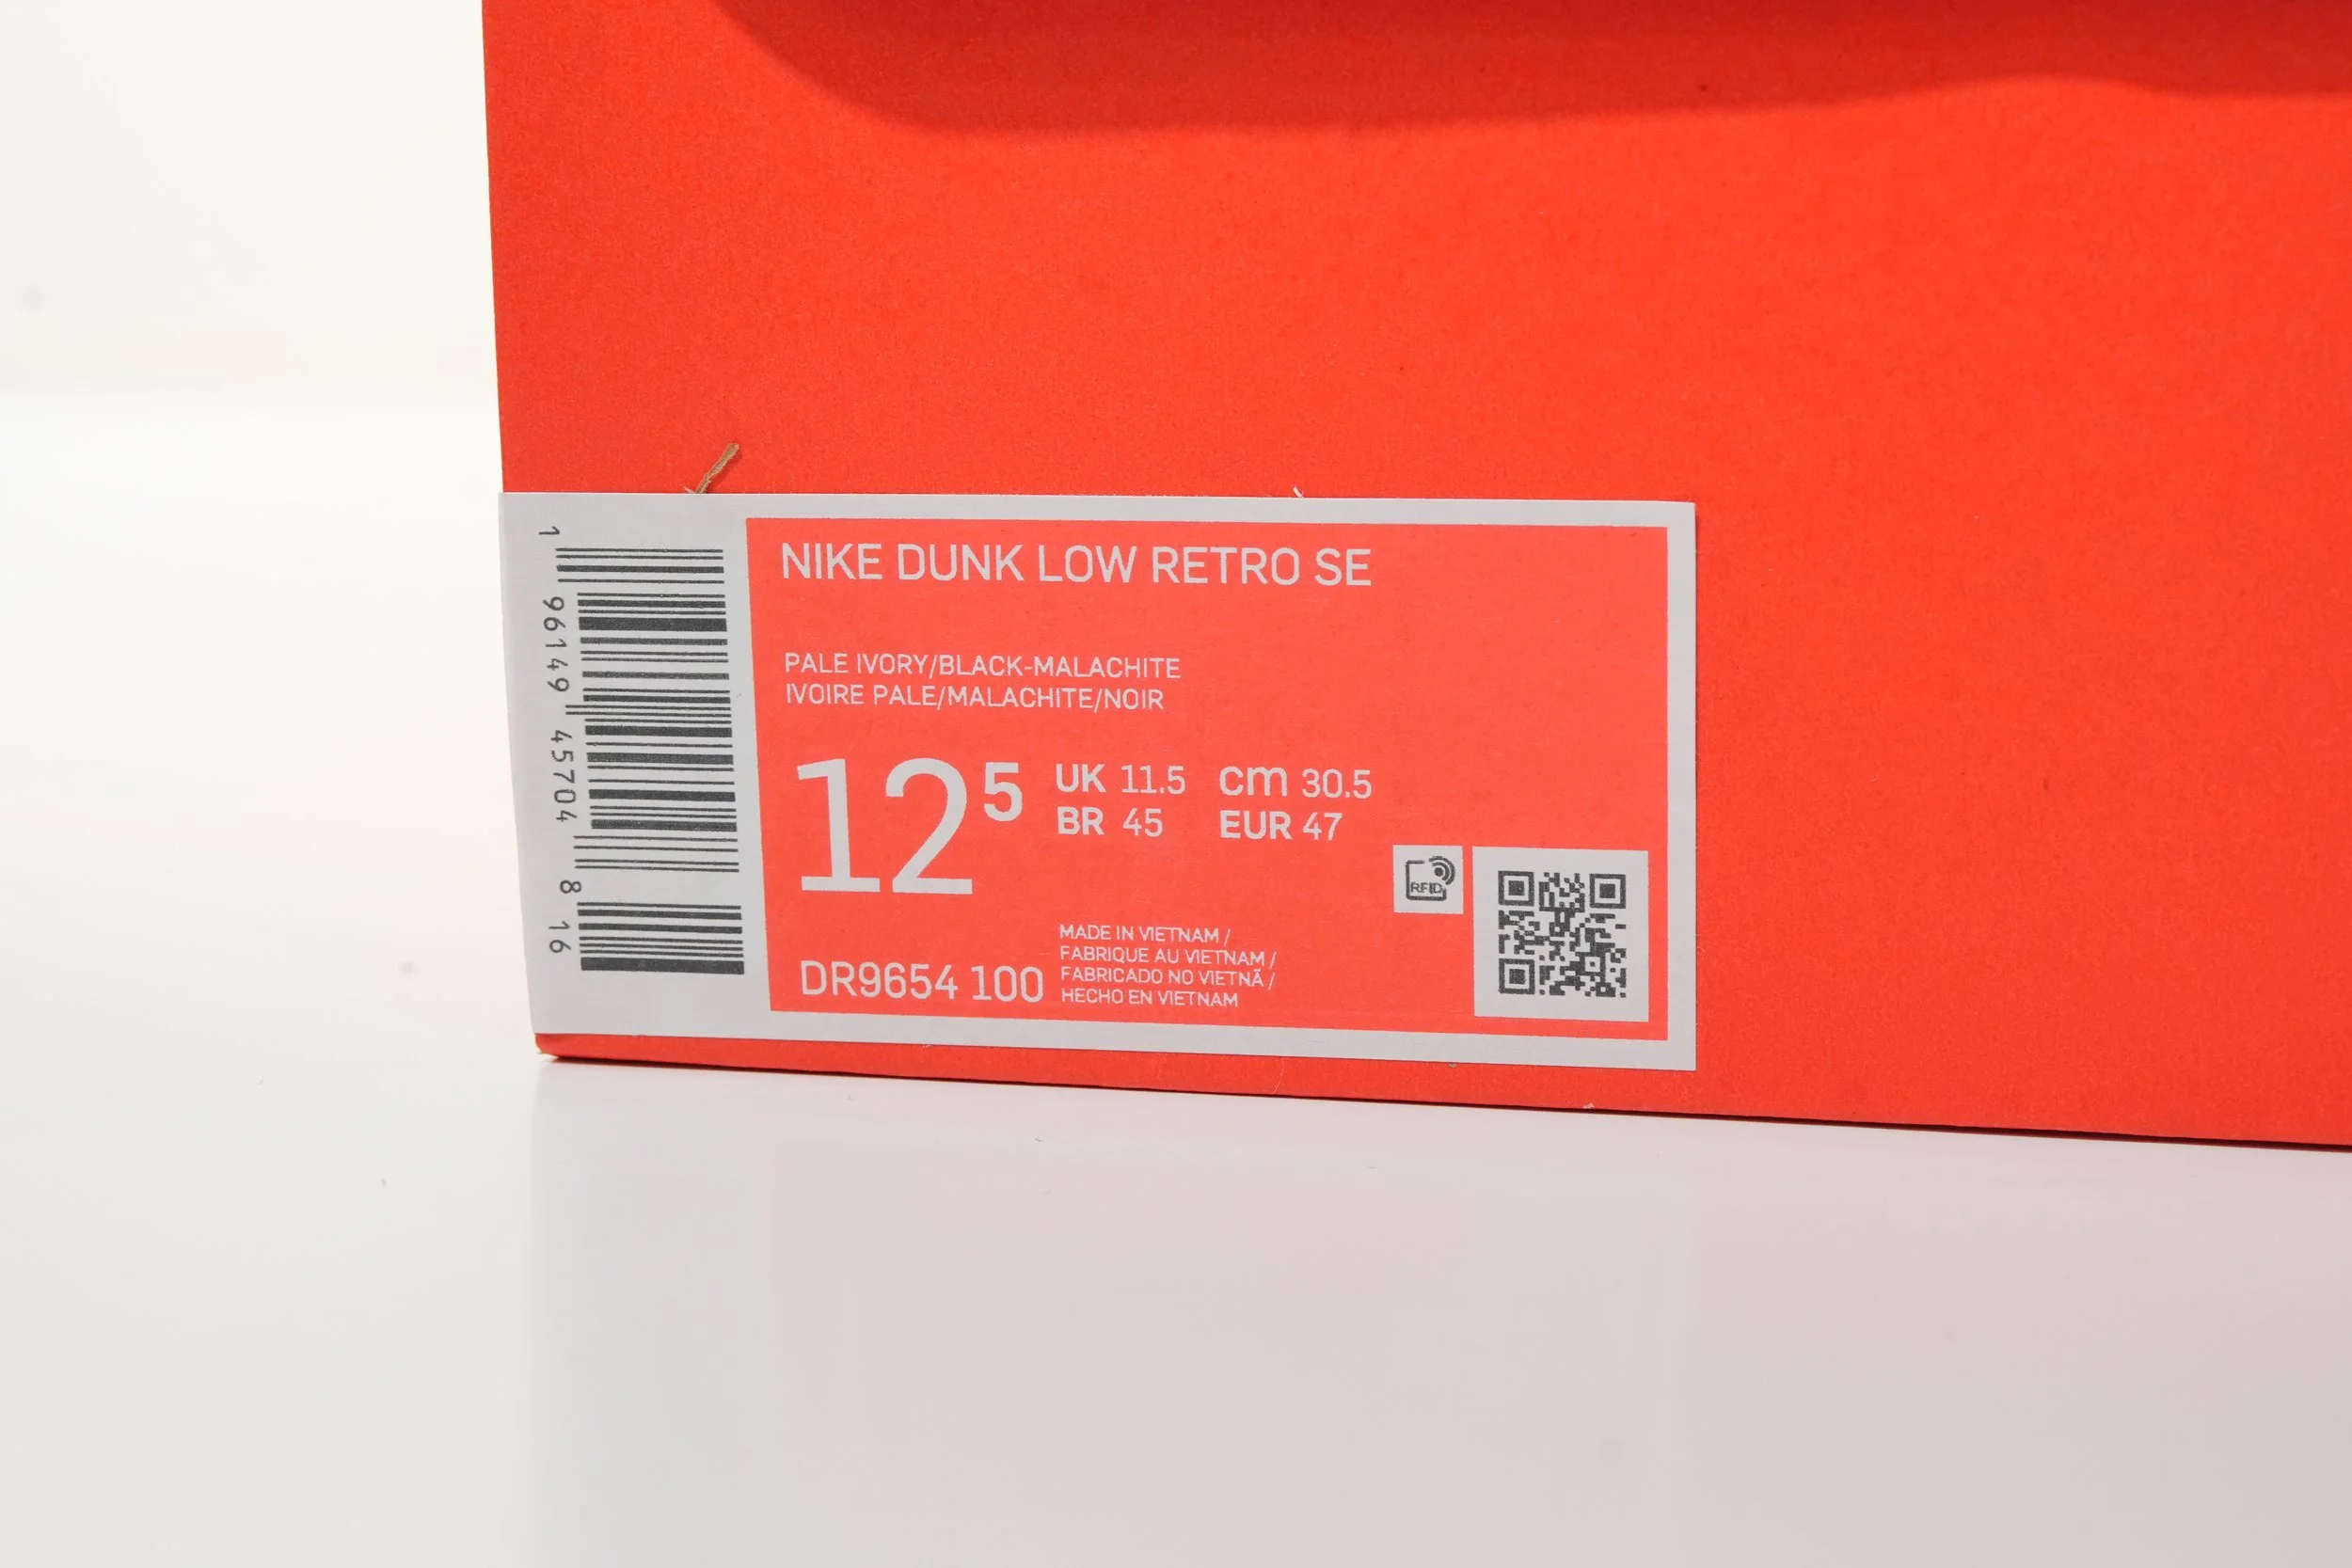 1 96149 45704 8 16
NIKE DUNK LOW RETRO SE
PALE IVORY/BLACK-MALACHITE
IVOIRE PALE/MALACHITE/NOIR
12 5
UK 11.5 cm 30.5
BR 45 EUR 47
RFID
MADE IN VIETNAM /
FABRIQUE AU VIETNAM /
FABRICADO NO VIETNÃ /
HECHO EN VIETNAM
DR9654 100